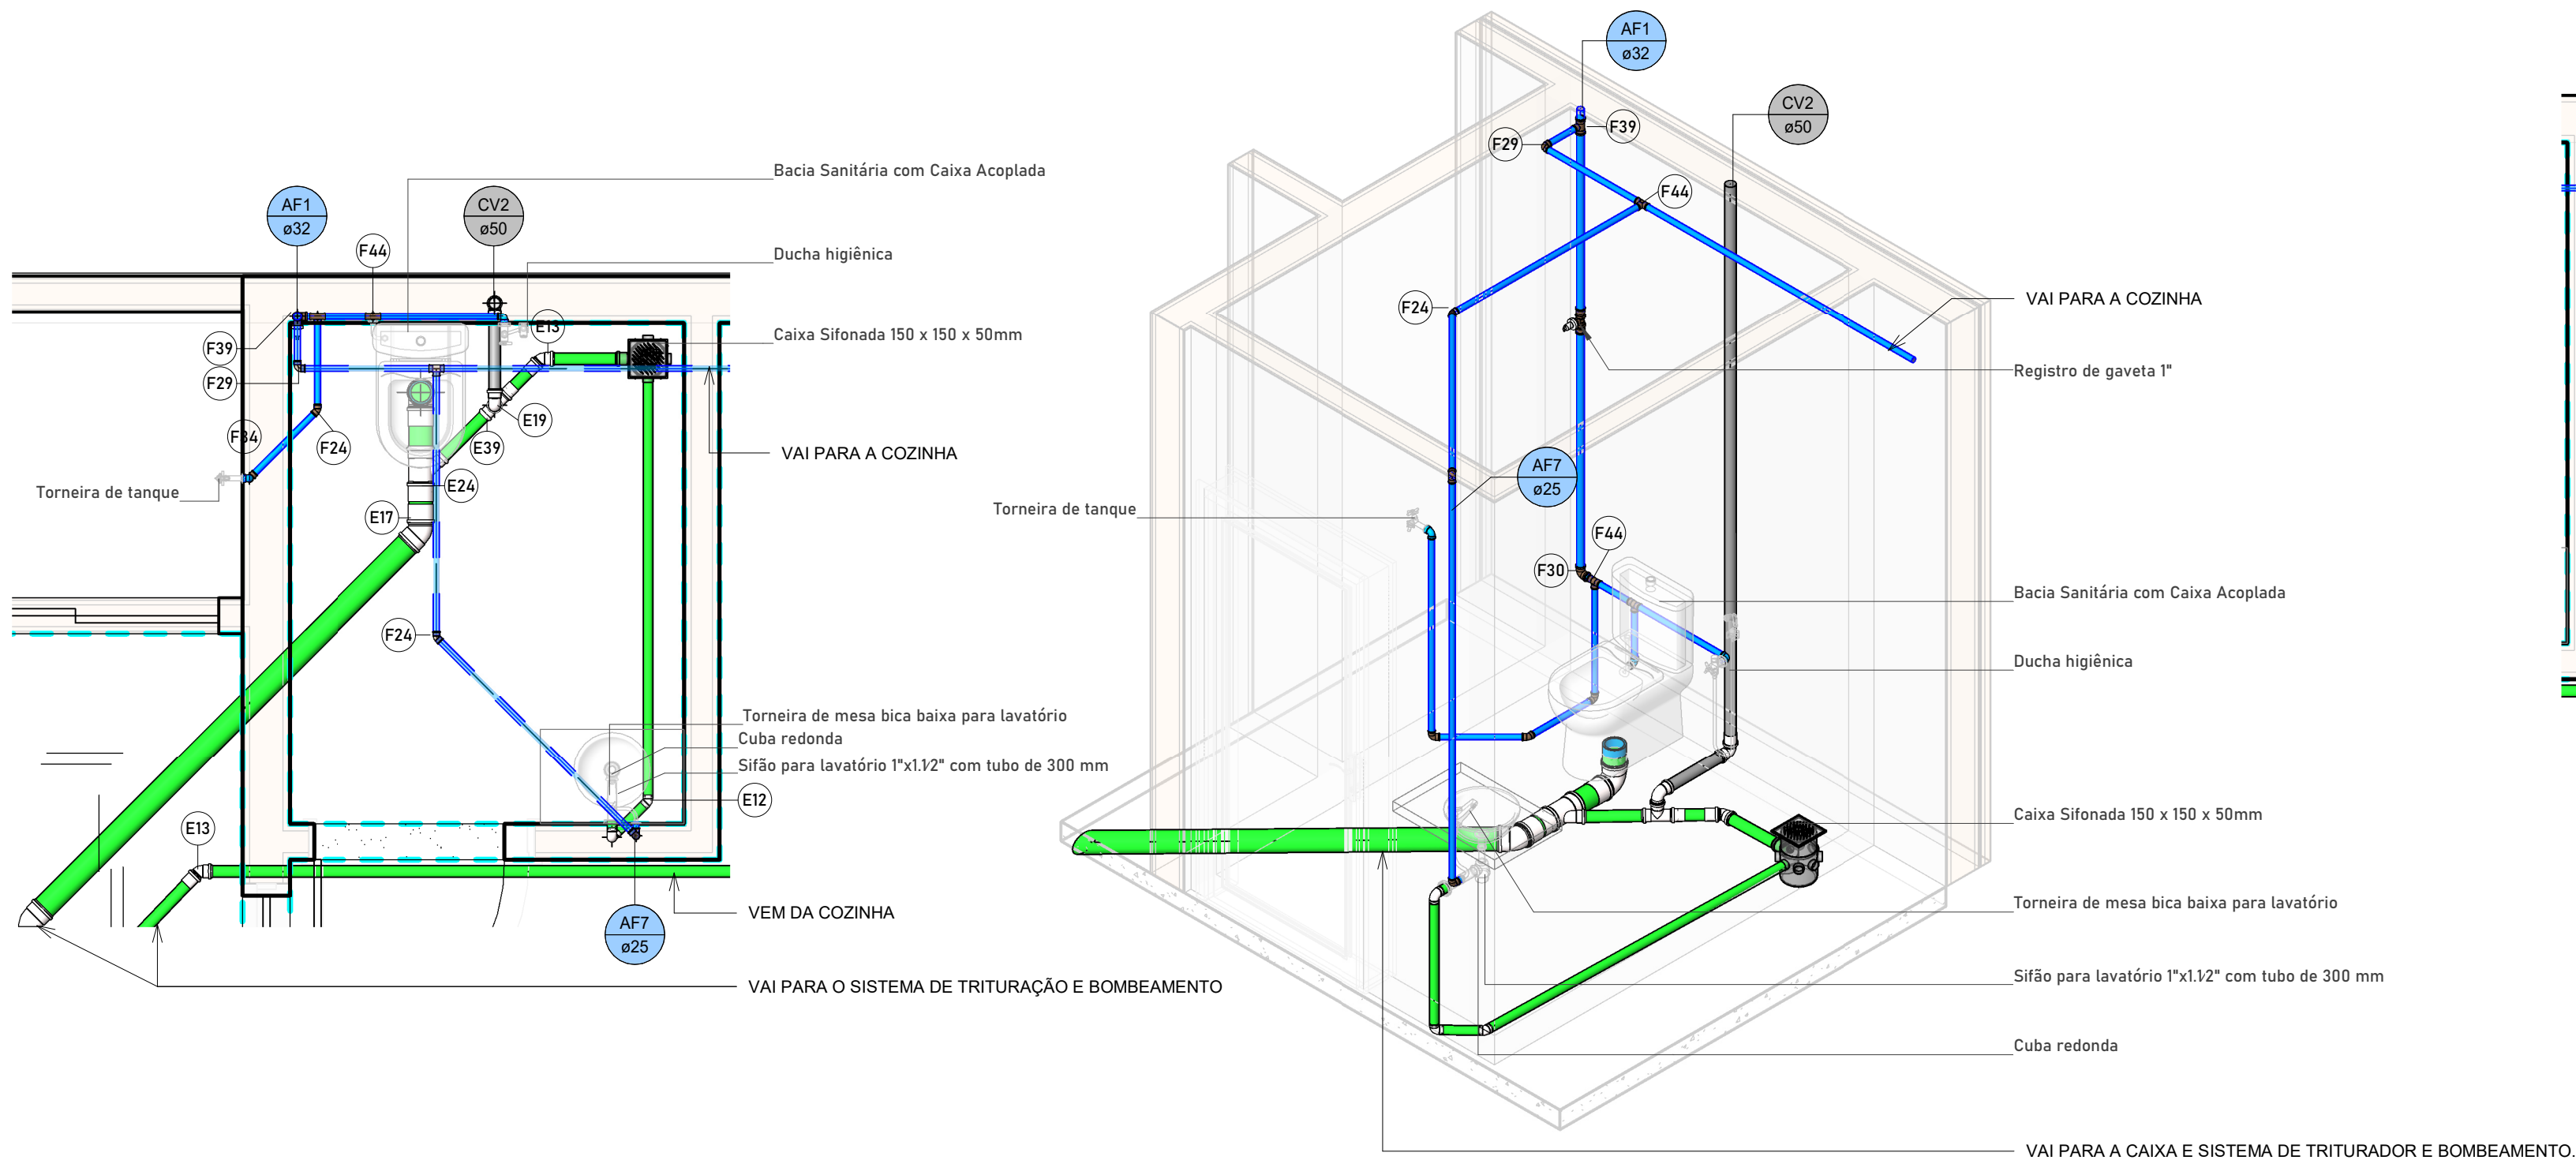 AF1
ø32
CV2
ø50
F44
Bacia Sanitária com Caixa Acoplada
Ducha higiênica
Caixa Sifonada 150 x 150 x 50mm
E13
F39
F29
E19
F34
F24
E39
VAI PARA A COZINHA
Torneira de tanque
E24
E17
F24
Torneira de mesa bica baixa para lavatório
Cuba redonda
Sifão para lavatório 1"x1.1⁄2" com tubo de 300 mm
E12
E13
VEM DA COZINHA
AF7
ø25
VAI PARA O SISTEMA DE TRITURAÇÃO E BOMBEAMENTO
AF1
ø32
CV2
ø50
F39
F29
F44
F24
VAI PARA A COZINHA
Registro de gaveta 1"
AF7
ø25
Torneira de tanque
F44
F30
Bacia Sanitária com Caixa Acoplada
Ducha higiênica
Caixa Sifonada 150 x 150 x 50mm
Torneira de mesa bica baixa para lavatório
Sifão para lavatório 1"x1.1⁄2" com tubo de 300 mm
Cuba redonda
VAI PARA A CAIXA E SISTEMA DE TRITURADOR E BOMBEAMENTO